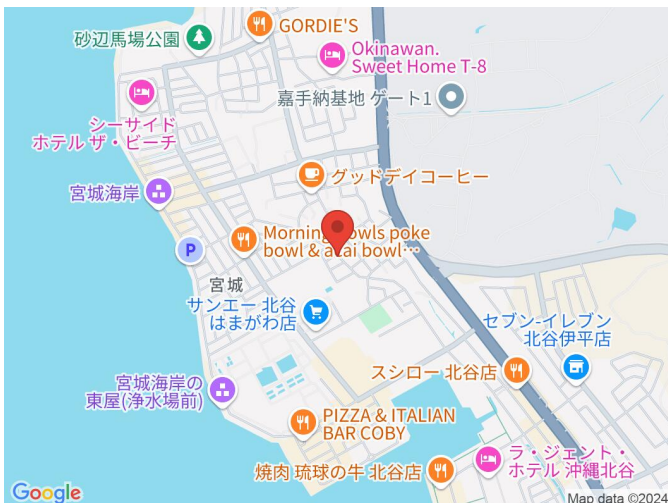 GORDIE'S
砂辺馬場公園
Okinawan.
Sweet Home T-8
嘉手納基地 ゲート1
シーサイド
ホテル ザ・ビーチ
グッドデイコーヒー
宮城海岸
Morning Bowls poke
bowl & acai bowl…
P
宮城
サンエー 北谷
はまがわ店
セブン-イレブン
北谷伊平店
スシロー 北谷店
宮城海岸の
東屋(浄水場前)
PIZZA & ITALIAN
BAR COBY
ラ・ジェント・
ホテル 沖縄北谷
焼肉 琉球の牛 北谷店
Google
Map data ©2024